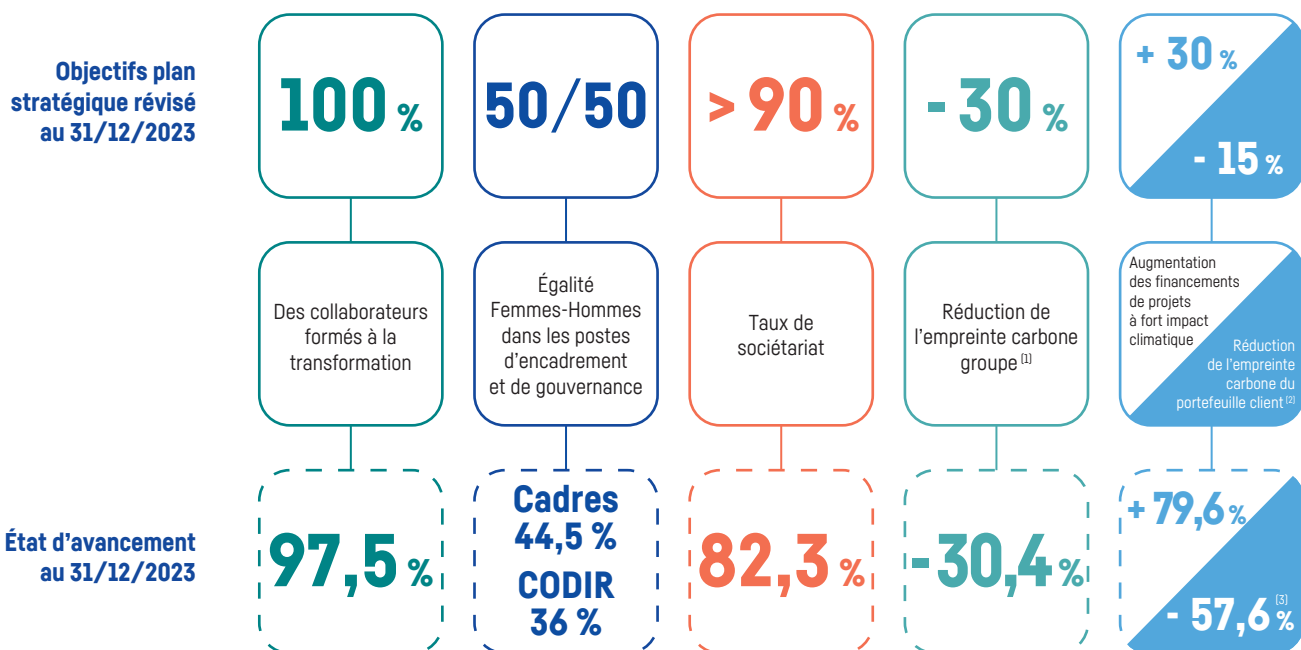 Objectifs plan
stratégique révisé
au 31/12/2023
100 %
50/50
> 90 %
- 30 %
+ 30 %
- 15 %
Des collaborateurs
formés à la
transformation
Égalité
Femmes-Hommes
dans les postes
d'encadrement
et de gouvernance
Taux de
sociétariat
Réduction de
l'empreinte carbone
groupe (1)
Augmentation
des financements
de projets
à fort impact
climatique
Réduction
de l'empreinte
carbone du
portefeuille client (2)
État d'avancement
au 31/12/2023
97,5 %
Cadres
44,5 %
CODIR
36 %
82,3 %
-30,4 %
+ 79,6 %
- 57,6 % (3)